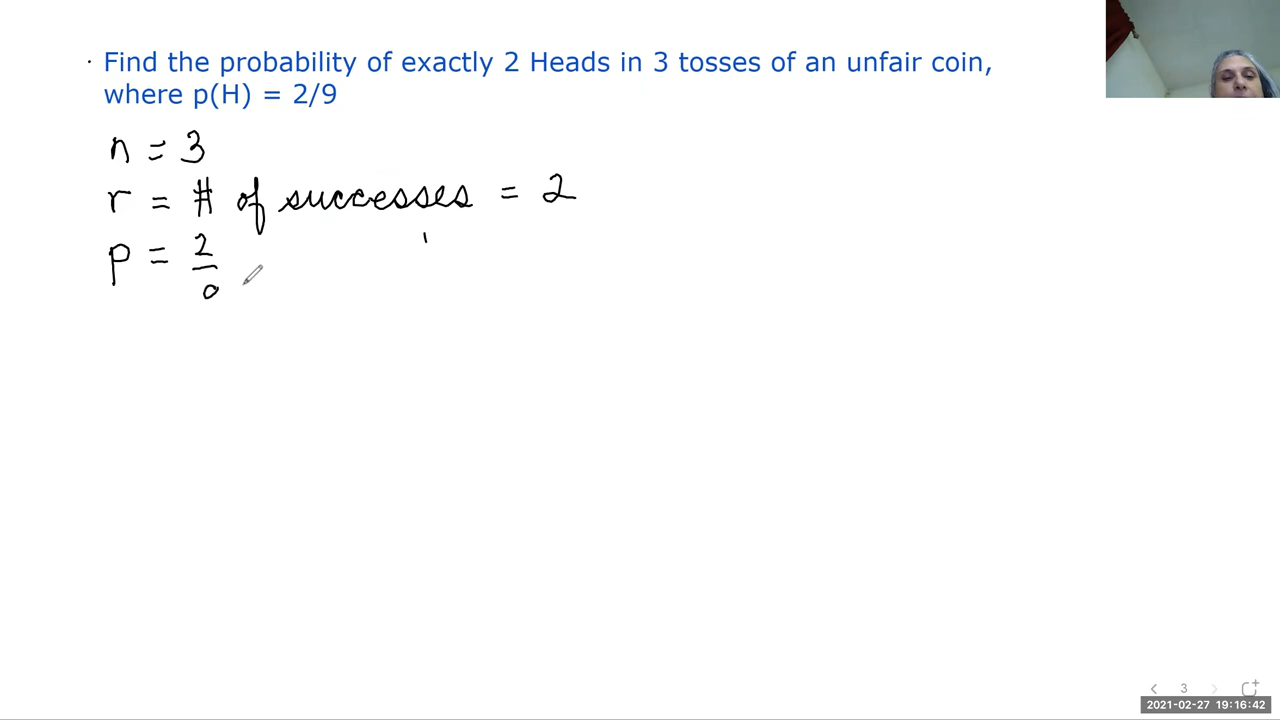 · Find the probability of exactly 2 Heads in 3 tosses of an unfair coin,
where p(H) = 2/9
n = 3
r = # of successes = 2
p = 2
3
2021-02-27 19:16:42